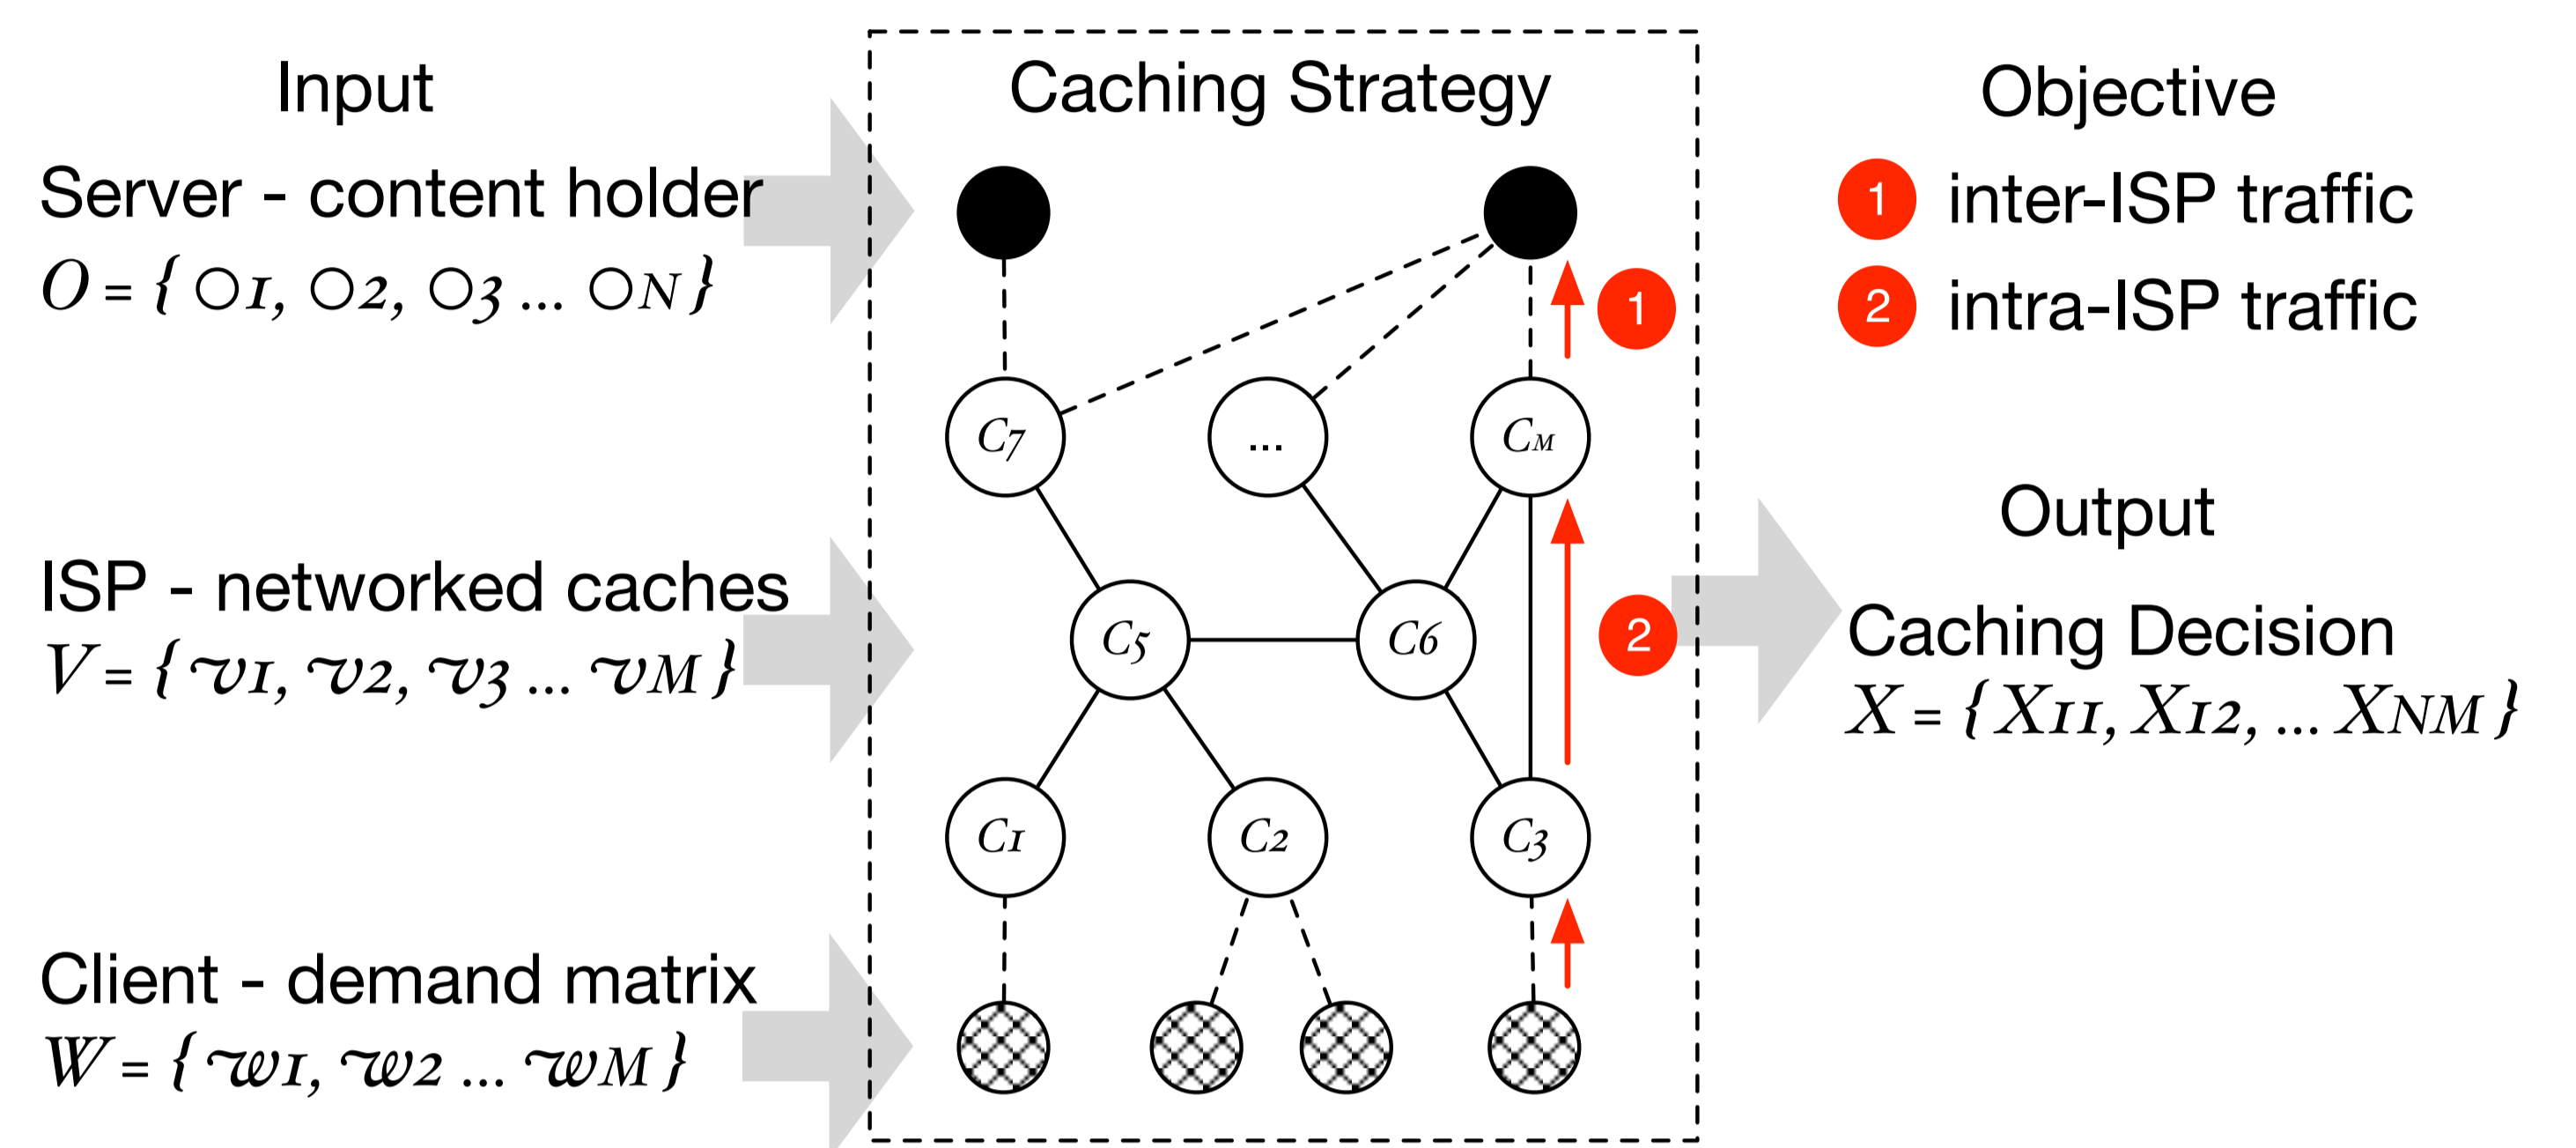 Input
Server - content holder
O = { O1, O2, O3 ... ON }
ISP - networked caches
V = { v1, v2, v3 ... vM }
Client - demand matrix
W = { w1, w2 ... wM }
Caching Strategy
1
C7
...
CM
C5
C6
2
C1
C2
C3
Objective
1 inter-ISP traffic
2 intra-ISP traffic
Output
Caching Decision
X = { X11, X12, ... XNM }